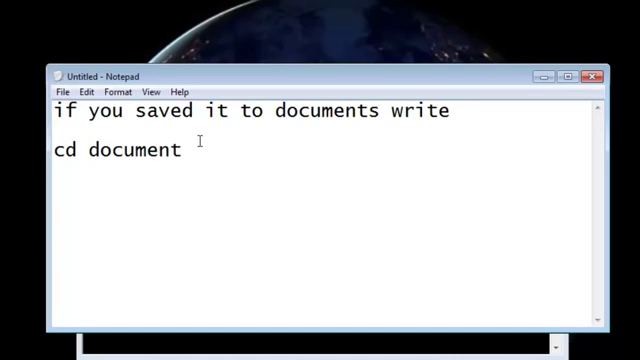 Untitled - Notepad
File Edit Format View Help
if you saved it to documents write
cd document